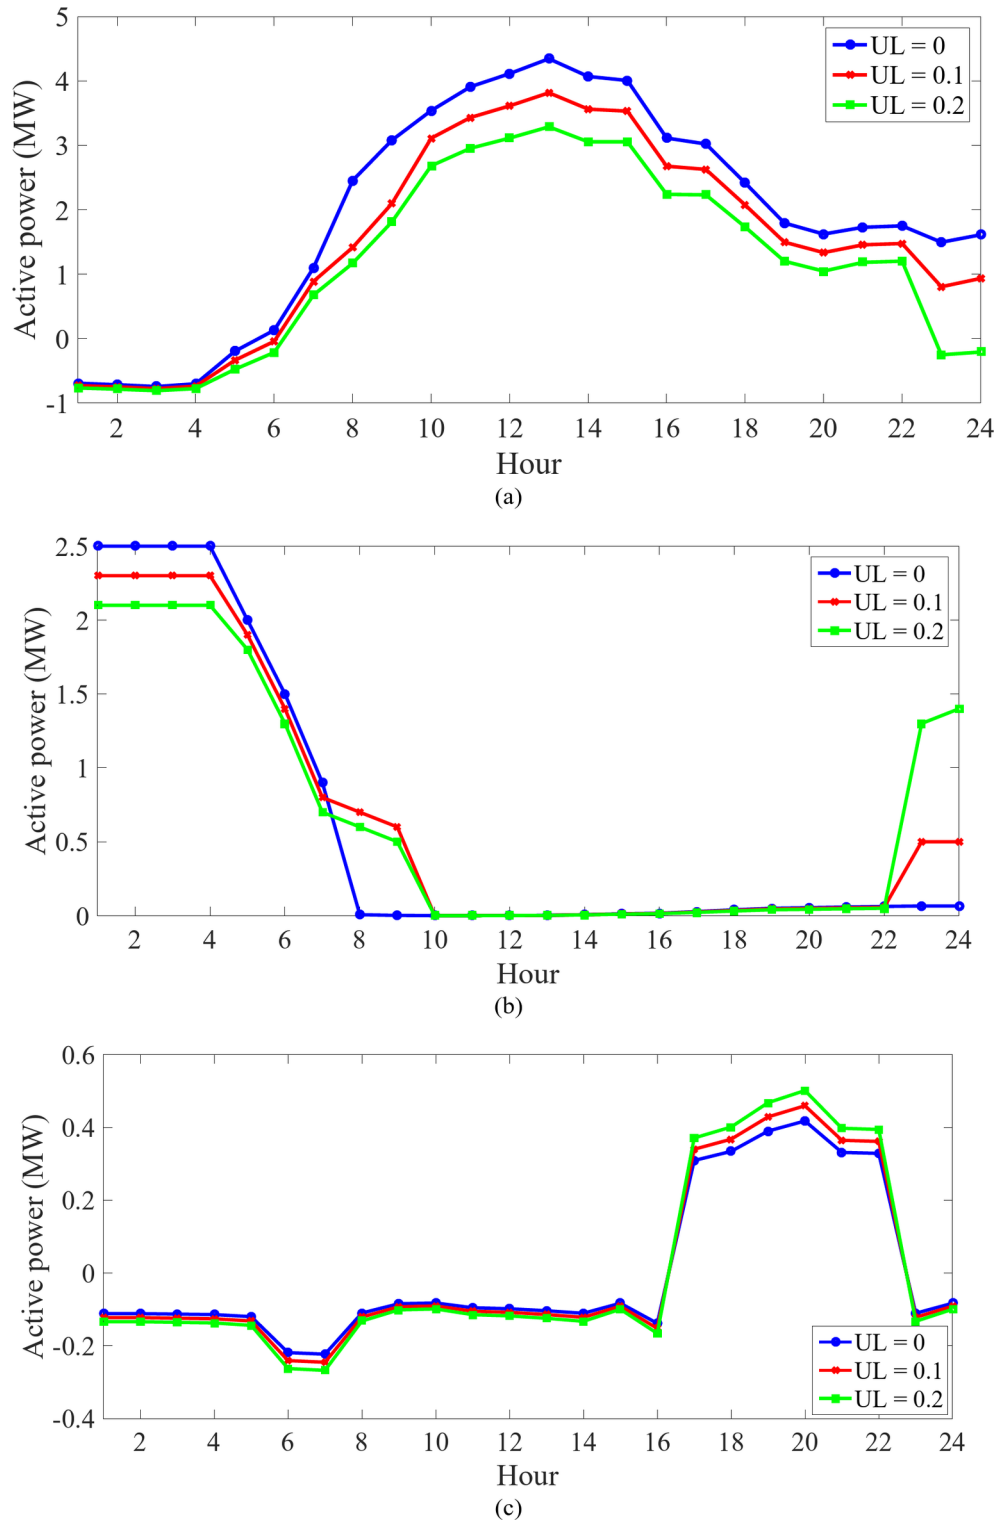 5
4
3
2
1
0
-1
Active power (MW)
UL = 0
UL = 0.1
UL = 0.2
2 4 6 8 10 12 14 16 18 20 22 24
Hour
(a)
2.5
2
1.5
1
0.5
0
Active power (MW)
UL = 0
UL = 0.1
UL = 0.2
2 4 6 8 10 12 14 16 18 20 22 24
Hour
(b)
0.6
0.4
0.2
0
-0.2
-0.4
Active power (MW)
UL = 0
UL = 0.1
UL = 0.2
2 4 6 8 10 12 14 16 18 20 22 24
Hour
(c)